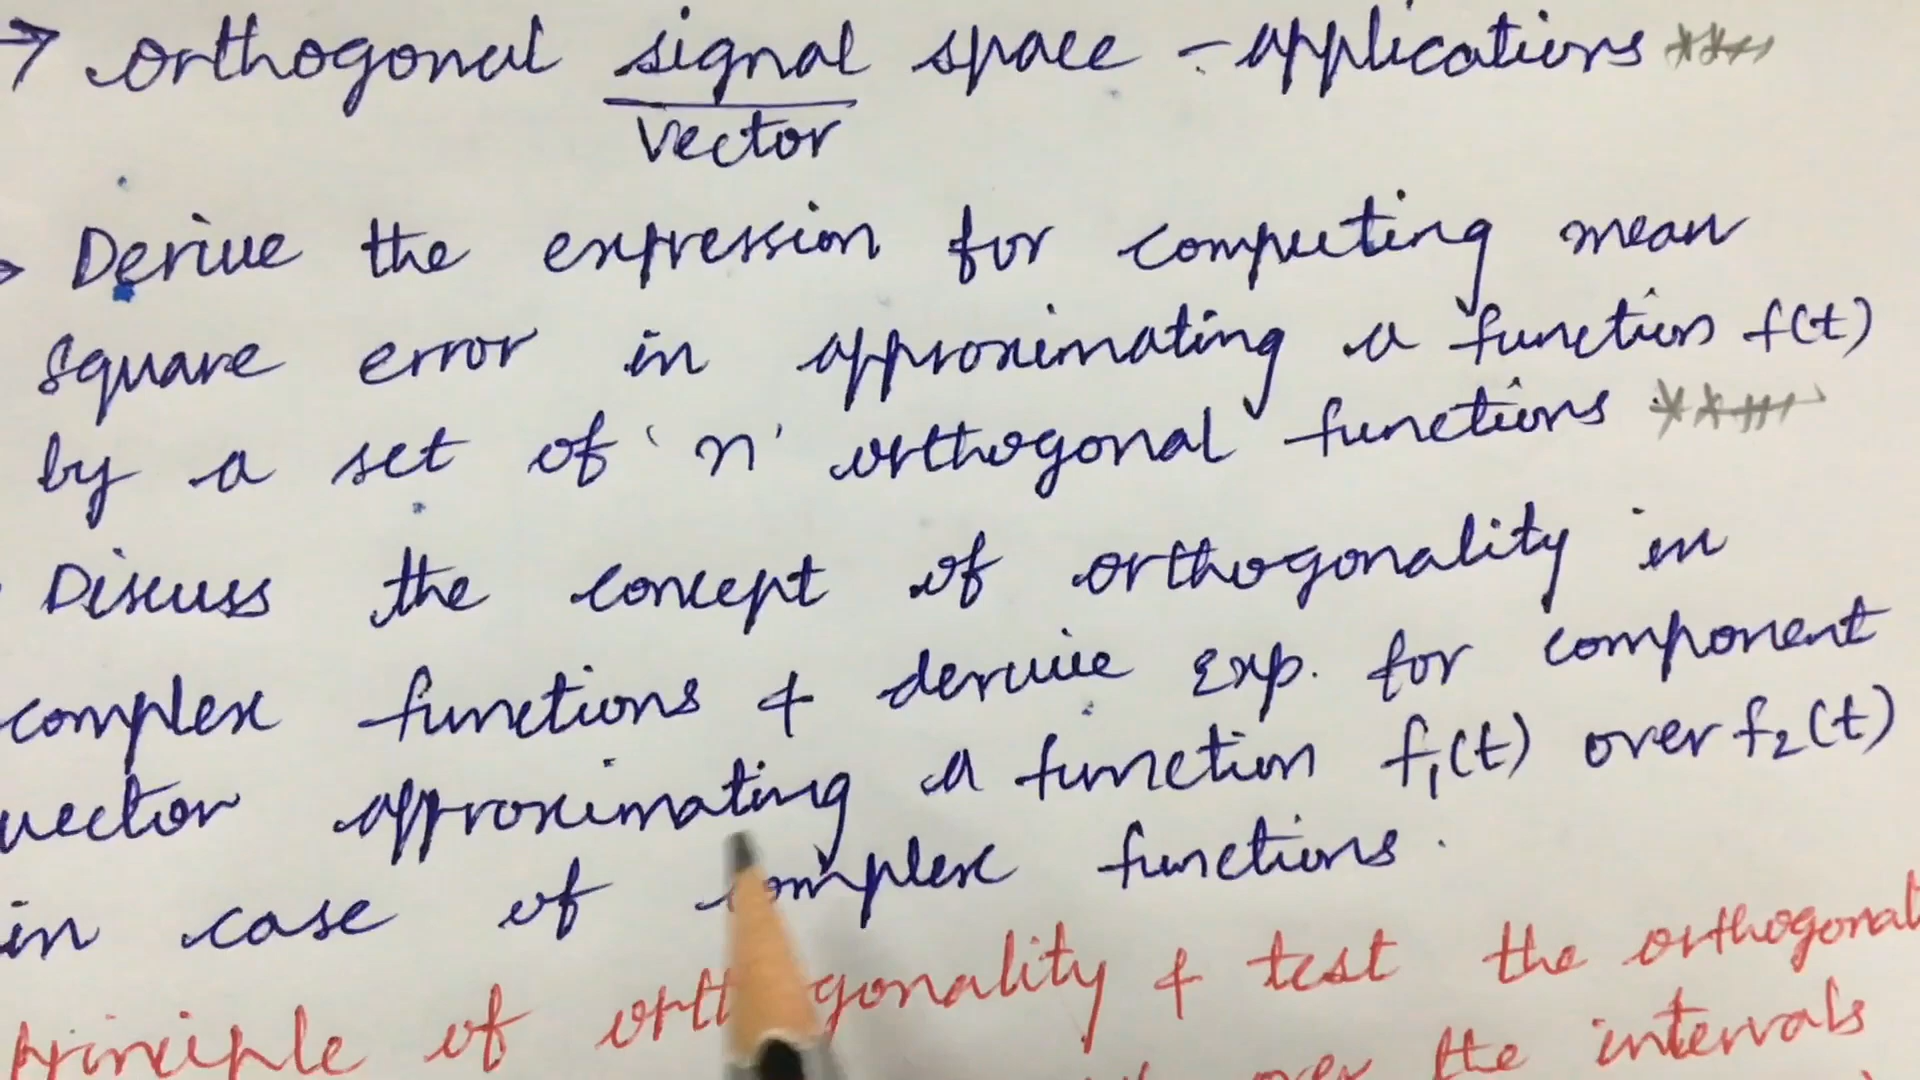 → orthogonal signal space - applications ****
vector
→ Derive the expression for computing mean
square error in approximating a function f(t)
by a set of 'n' orthogonal functions ****
Discuss the concept of orthogonality in
complex functions & derive Exp. for component
vector approximating a function f₁(t) over f₂(t)
in case of complex functions.
principle of orthogonality & test the orthogonal
over the intervals